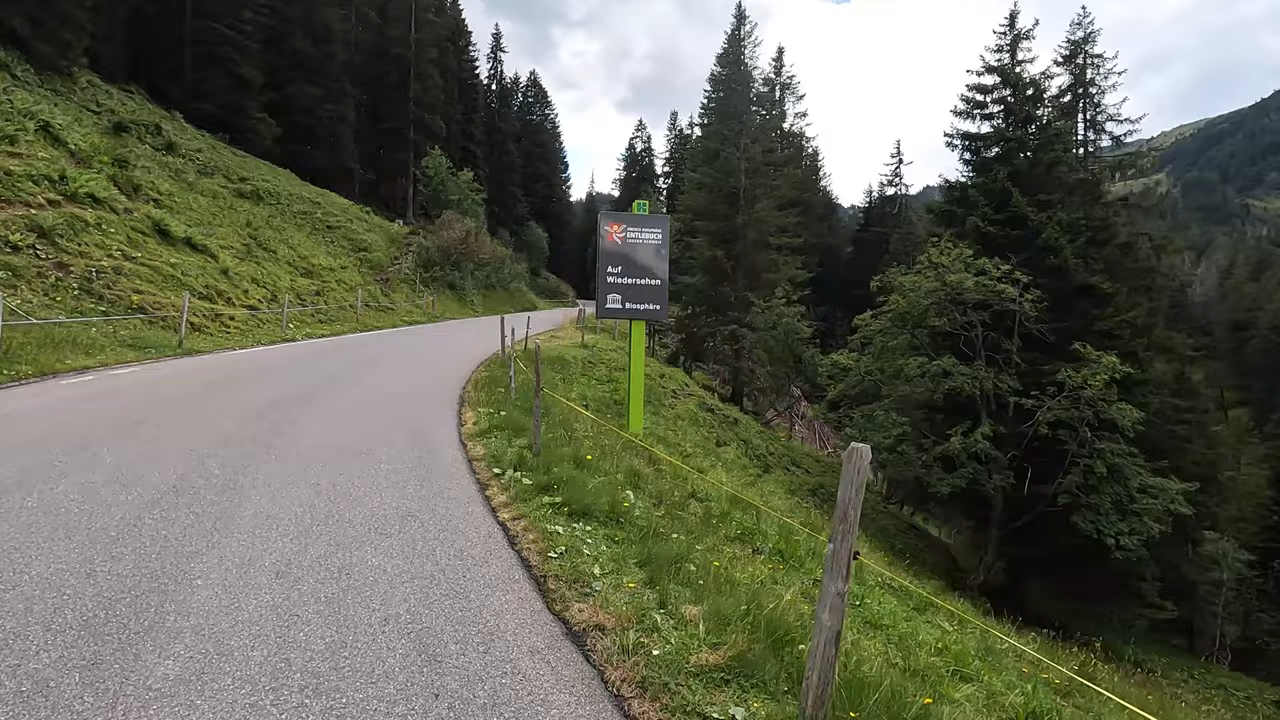 UNESCO BIOSPHÄRE
ENTLEBUCH
LUZERN SCHWEIZ
Auf
Wiedersehen
Biosphäre